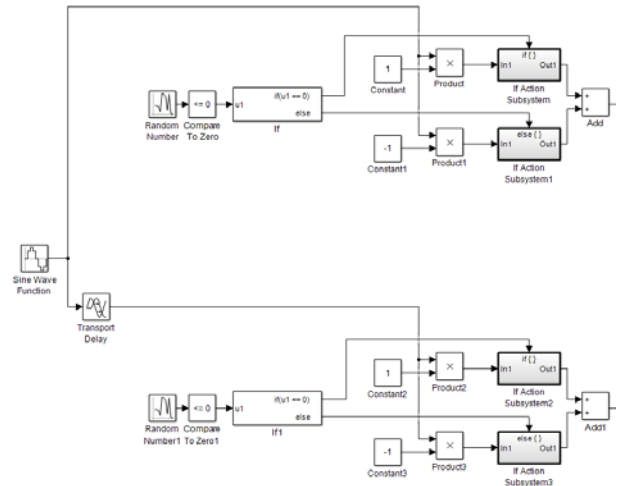 if { }
In1 Out1
If Action
Subsystem
1
Constant
×
Product
if(u1 == 0)
u1
else
If
<= 0
Random
Number
Compare
To Zero
+
+
Add
else { }
In1 Out1
If Action
Subsystem1
-1
Constant1
×
Product1
Sine Wave
Function
Transport
Delay
if { }
In1 Out1
If Action
Subsystem2
1
Constant2
×
Product2
if(u1 == 0)
u1
else
If1
<= 0
Random
Number1
Compare
To Zero1
+
+
Add1
else { }
In1 Out1
If Action
Subsystem3
-1
Constant3
×
Product3